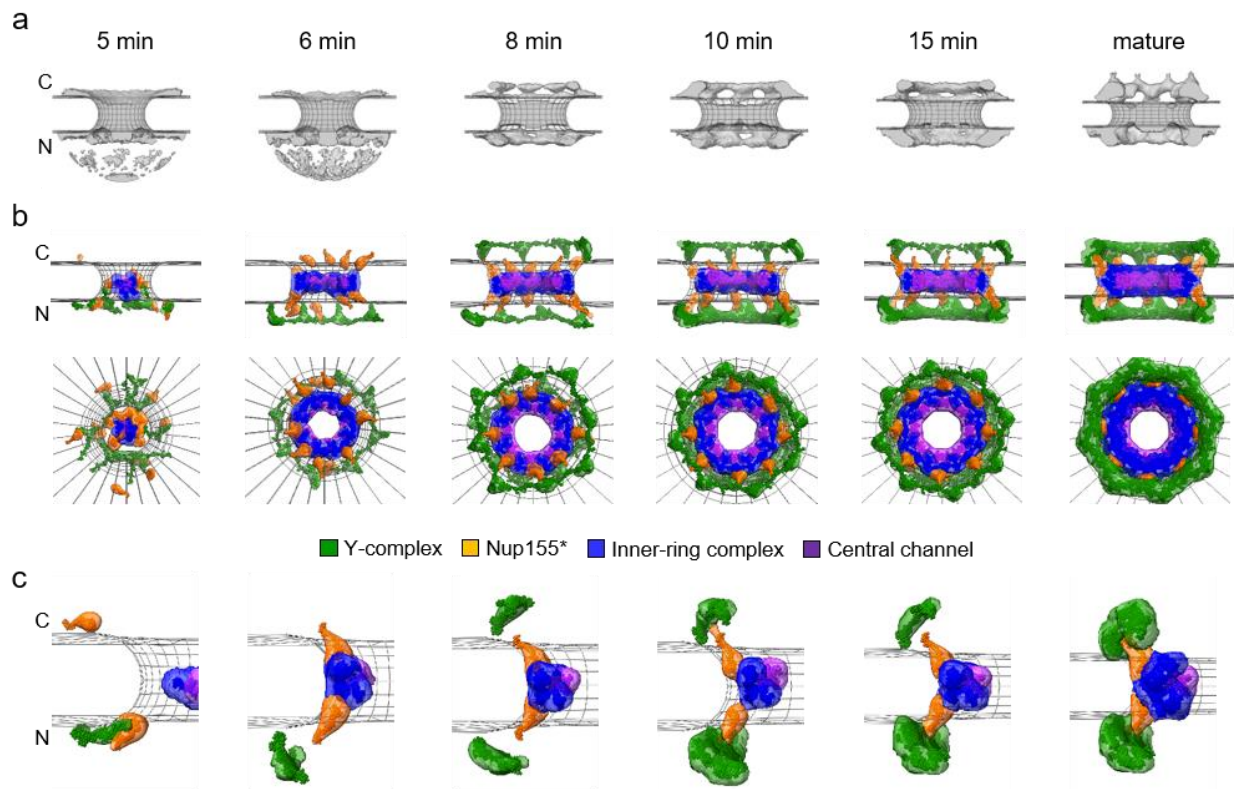 a
5 min 6 min 8 min 10 min 15 min mature
C
N
b
C
N
Y-complex Nup155* Inner-ring complex Central channel
c
C
N